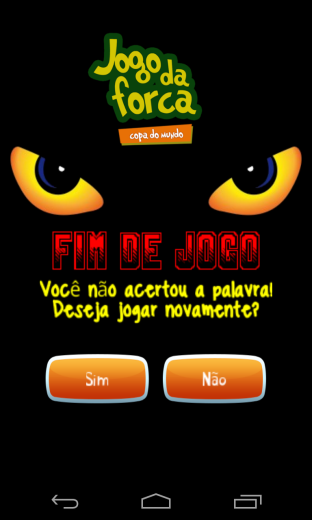 Jogo da
forca
COPA DO MUNDO
FIM DE JOGO
Você não acertou a palavra!
Deseja jogar novamente?
Sim
Não